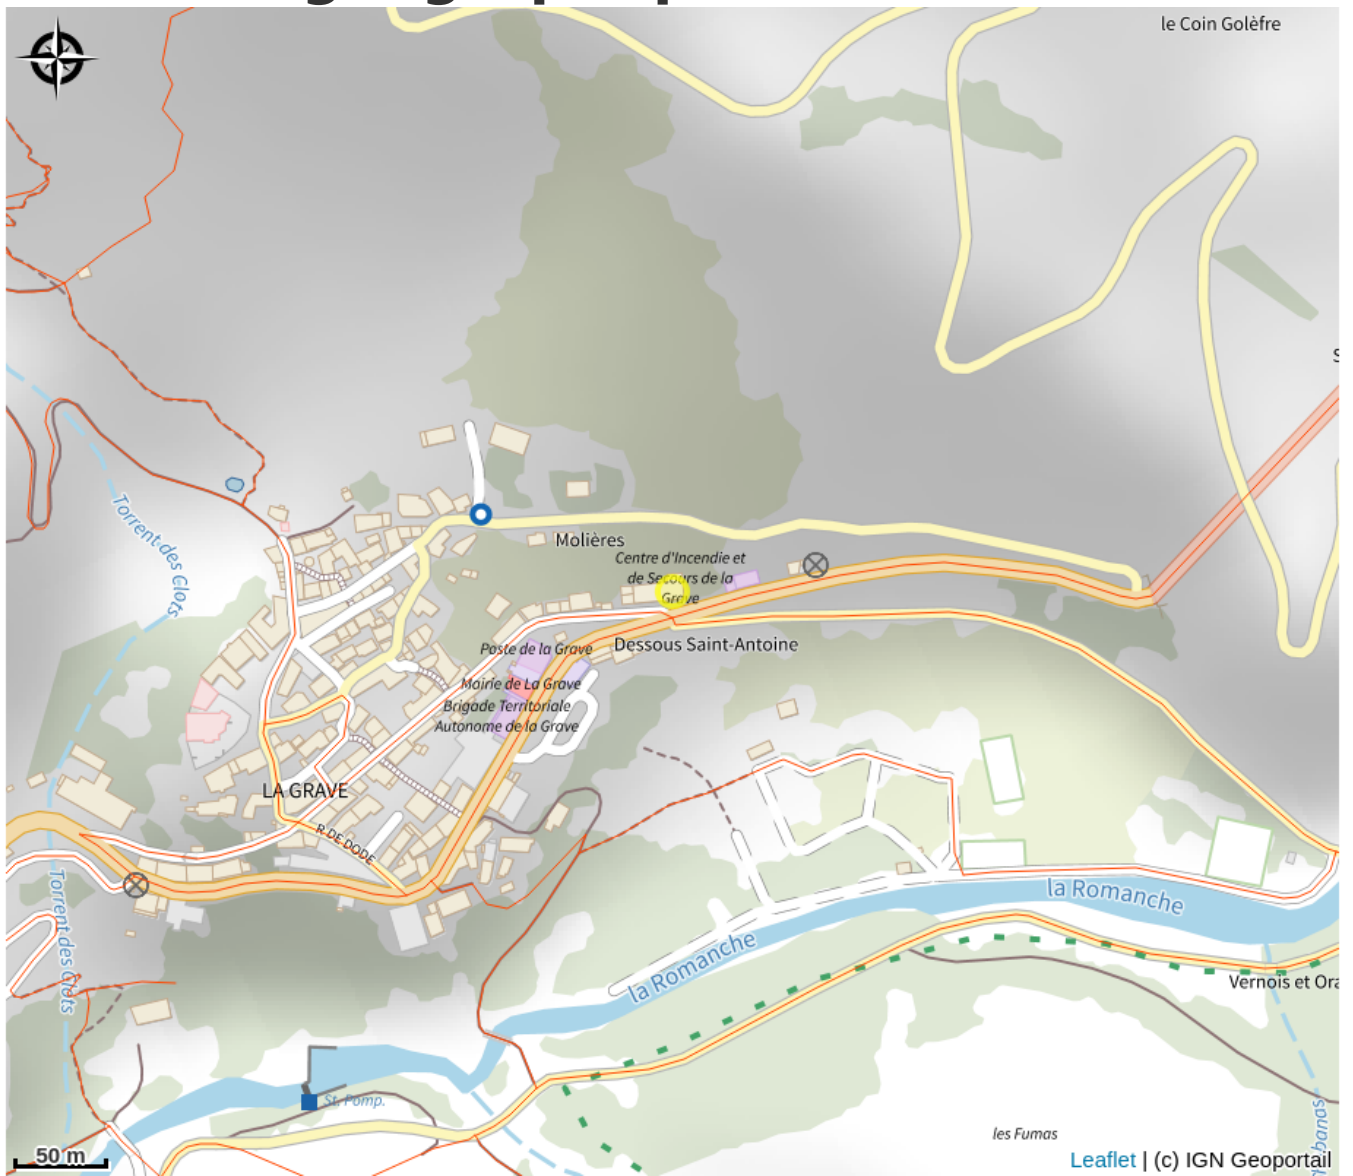 le Coin Golèfre
S
Torrent des Clots
Molières
Centre d'Incendie et
de Secours de la
Grave
Poste de la Grave
Dessous Saint-Antoine
Mairie de La Grave
Brigade Territoriale
Autonome de la Grave
LA GRAVE
R DE DODE
Torrent des Clots
la Romanche
la Romanche
Vernois et Ora
St. Pomp.
les Fumas
banas
50 m
Leaflet | (c) IGN Geoportail